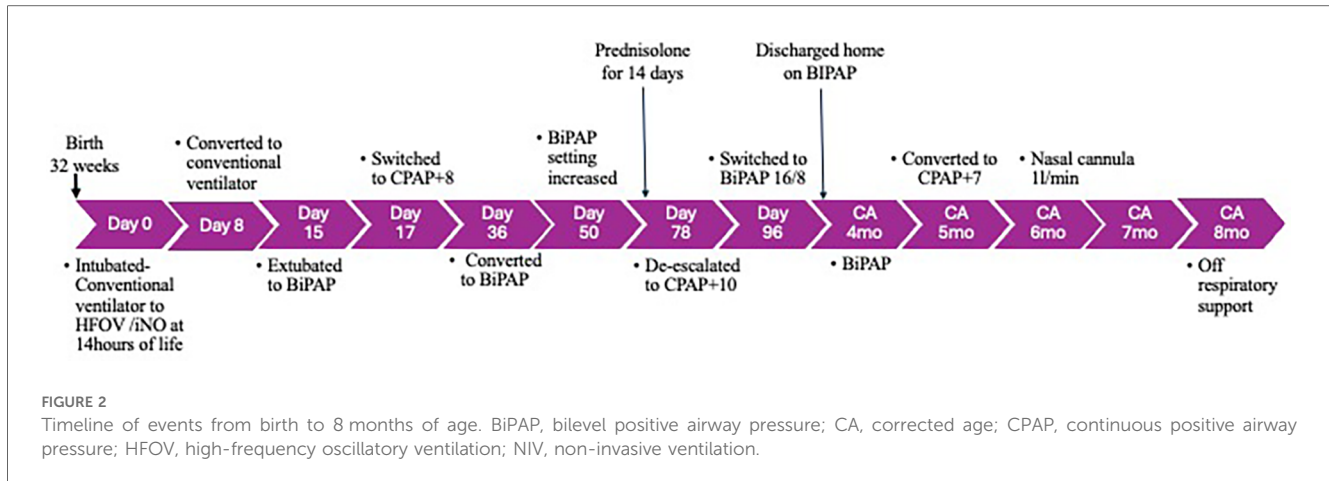 Prednisolone
for 14 days
Discharged home
on BIPAP
Birth
32 weeks
• Converted to
conventional
ventilator
• Switched
to CPAP+8
• BiPAP
setting
increased
• Switched to
BiPAP 16/8
• Converted to
CPAP+7
• Nasal cannula
1l/min
Day 0
Day 8
Day
15
Day
17
Day
36
Day
50
Day
78
Day
96
CA
4mo
CA
5mo
CA
6mo
CA
7mo
CA
8mo
• Intubated-
Conventional
ventilator to
HFOV /iNO at
14hours of life
• Extubated
to BiPAP
• Converted
to BiPAP
• De-escalated
to CPAP+10
• BiPAP
• Off
respiratory
support
FIGURE 2
Timeline of events from birth to 8 months of age. BiPAP, bilevel positive airway pressure; CA, corrected age; CPAP, continuous positive airway
pressure; HFOV, high-frequency oscillatory ventilation; NIV, non-invasive ventilation.